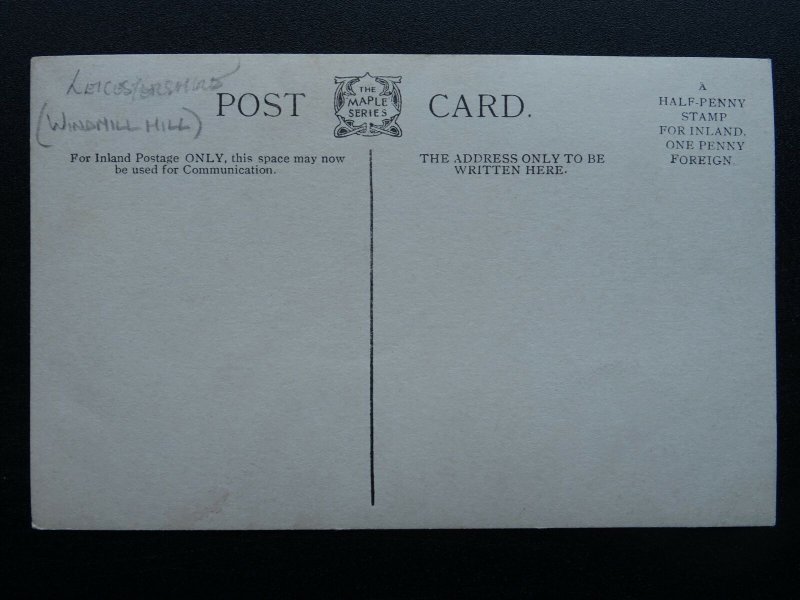 LEICESTERSHIRE
(WINDMILL HILL)
POST
THE
MAPLE
SERIES
CARD.
A
HALF-PENNY
STAMP
FOR INLAND,
ONE PENNY
FOREIGN.
For Inland Postage ONLY, this space may now
be used for Communication.
THE ADDRESS ONLY TO BE
WRITTEN HERE.